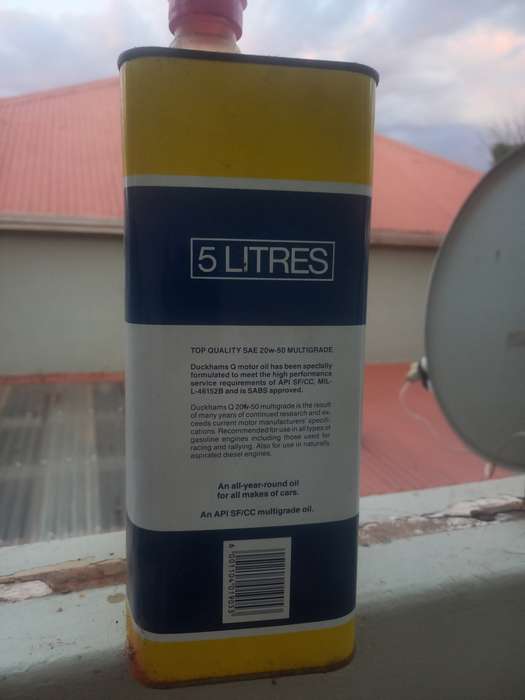 5 LITRES
TOP QUALITY SAE 20w-50 MULTIGRADE
Duckhams Q motor oil has been specially
formulated to meet the high performance
service requirements of API SF/CC, MIL-
L-46152B and is SABS approved.
Duckhams Q 20W-50 multigrade is the result
of many years of continued research and ex-
ceeds current motor manufacturers' specifi-
cations. Recommended for use in all types of
gasoline engines including those used for
racing and rallying. Also for use in naturally
aspirated diesel engines.
An all-year-round oil
for all makes of cars.
An API SF/CC multigrade oil.
6 001104 019033